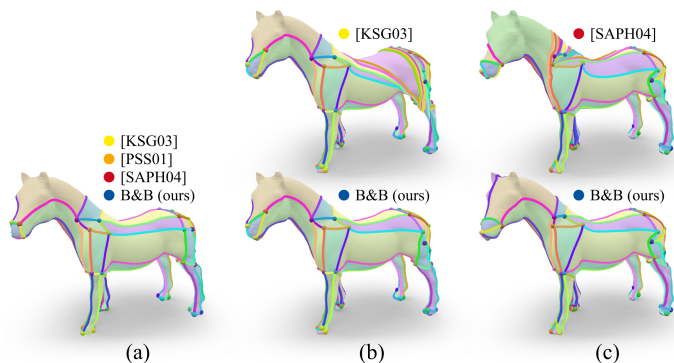 [KSG03]
[SAPH04]
[KSG03]
[PSS01]
[SAPH04]
B&B (ours)
B&B (ours)
B&B (ours)
(a)
(b)
(c)